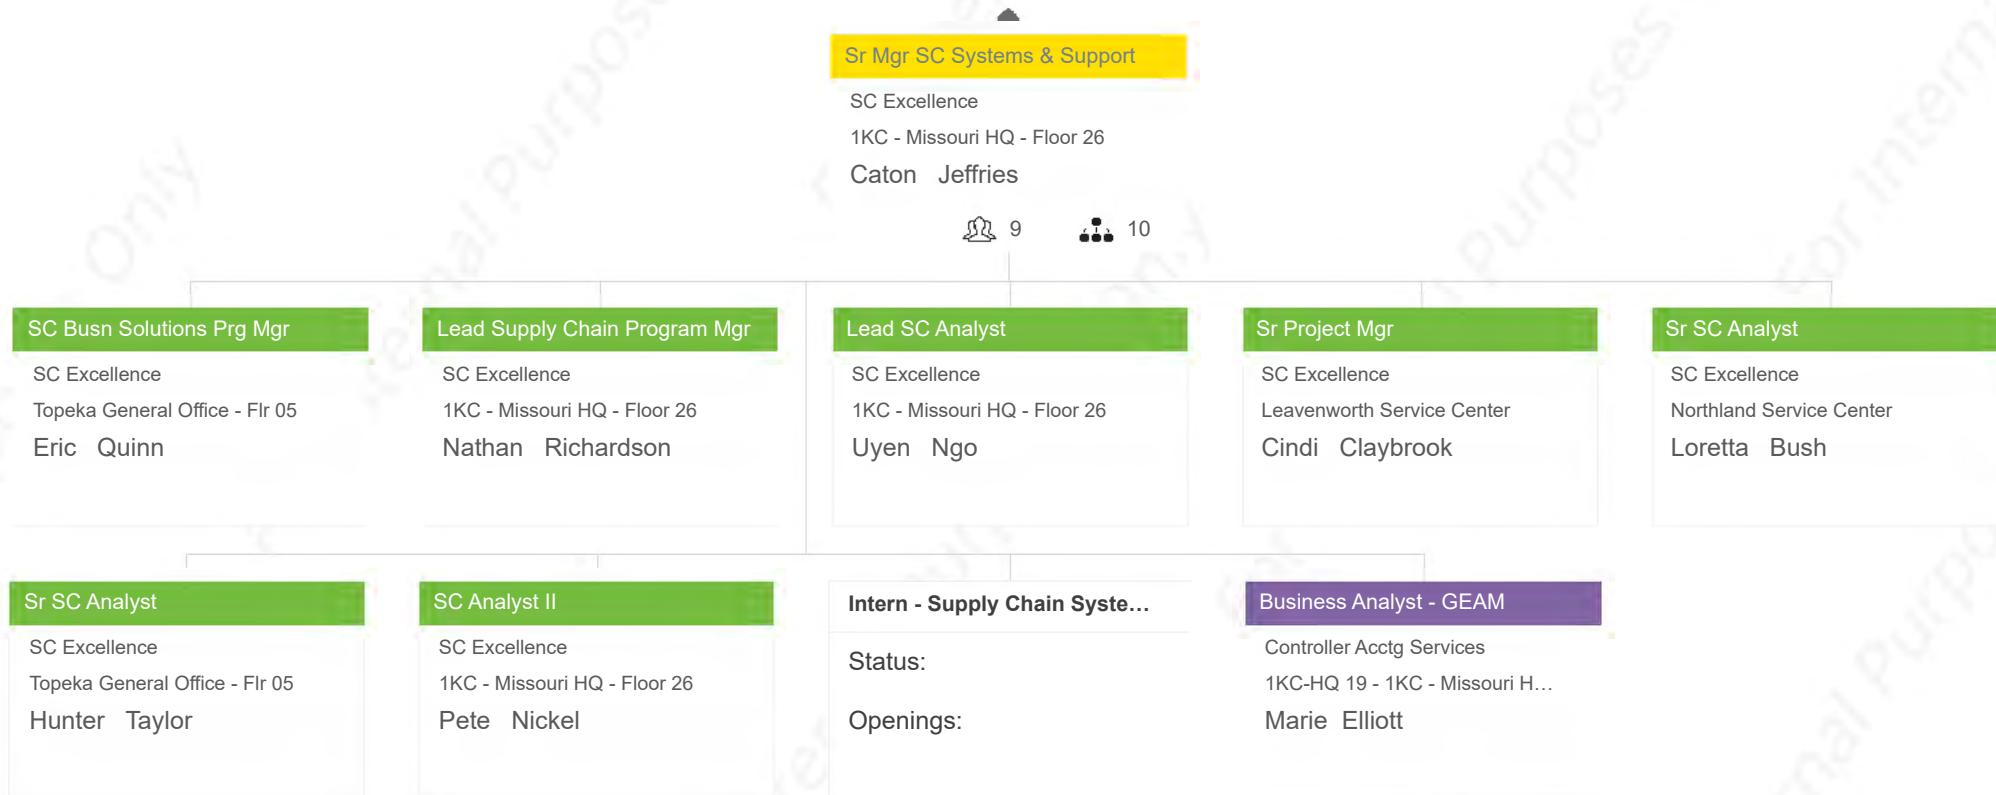 Sr Mgr SC Systems & Support
SC Excellence
1KC - Missouri HQ - Floor 26
Caton Jeffries
9 10
SC Busn Solutions Prg Mgr
SC Excellence
Topeka General Office - Flr 05
Eric Quinn
Lead Supply Chain Program Mgr
SC Excellence
1KC - Missouri HQ - Floor 26
Nathan Richardson
Lead SC Analyst
SC Excellence
1KC - Missouri HQ - Floor 26
Uyen Ngo
Sr Project Mgr
SC Excellence
Leavenworth Service Center
Cindi Claybrook
Sr SC Analyst
SC Excellence
Northland Service Center
Loretta Bush
Sr SC Analyst
SC Excellence
Topeka General Office - Flr 05
Hunter Taylor
SC Analyst II
SC Excellence
1KC - Missouri HQ - Floor 26
Pete Nickel
Intern - Supply Chain Syste...
Status:
Openings:
Business Analyst - GEAM
Controller Acctg Services
1KC-HQ 19 - 1KC - Missouri H...
Marie Elliott